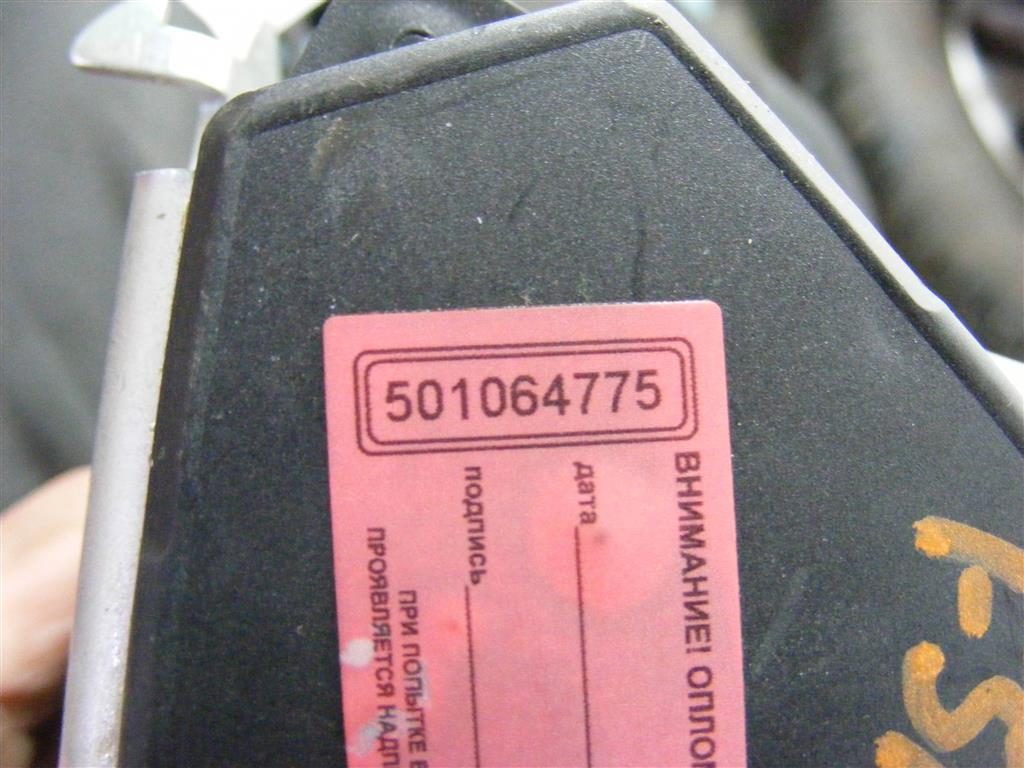 501064775
ВНИМАНИЕ! ОПЛОМ
дата
подпись
ПРИ ПОПЫТКЕ В
ПРОЯВЛЯЕТСЯ НАДП